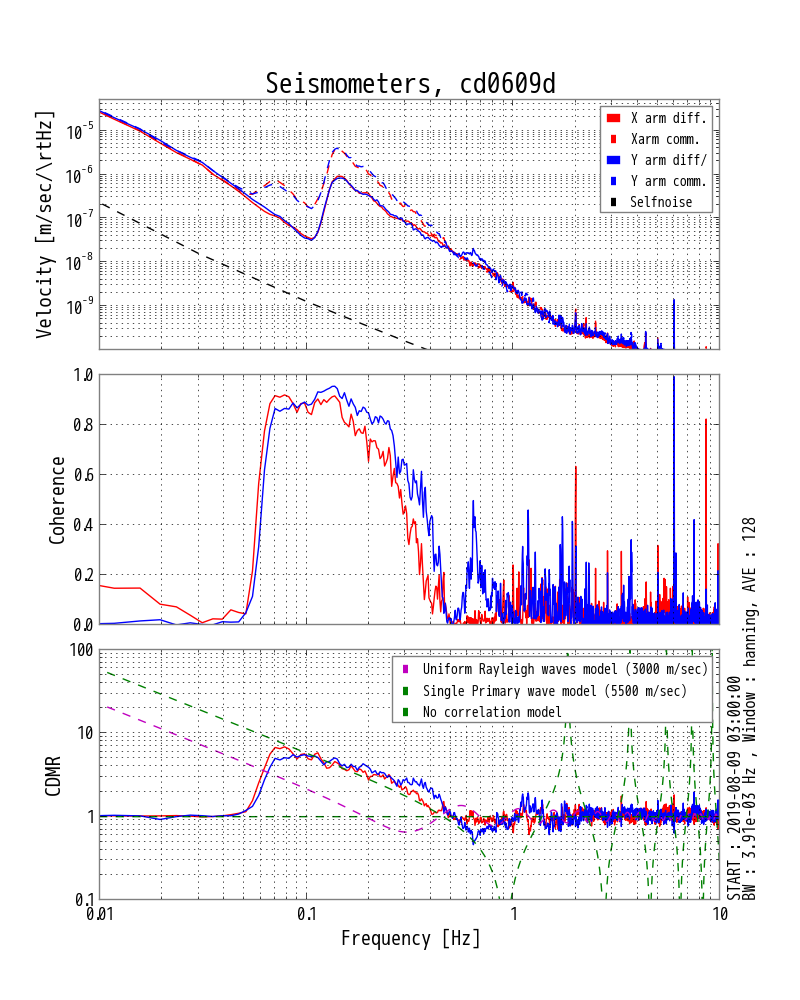 Seismometers, cd0609d
Velocity [m/sec/\rtHz]
10^-5
10^-6
10^-7
10^-8
10^-9
X arm diff.
Xarm comm.
Y arm diff/
Y arm comm.
Selfnoise
Coherence
1.0
0.8
0.6
0.4
0.2
0.0
CDMR
100
10
1
0.1
Uniform Rayleigh waves model (3000 m/sec)
Single Primary wave model (5500 m/sec)
No correlation model
0.01
0.1
1
10
Frequency [Hz]
START : 2019-08-09 03:00:00
BW : 3.91e-03 Hz , Window : hanning, AVE : 128